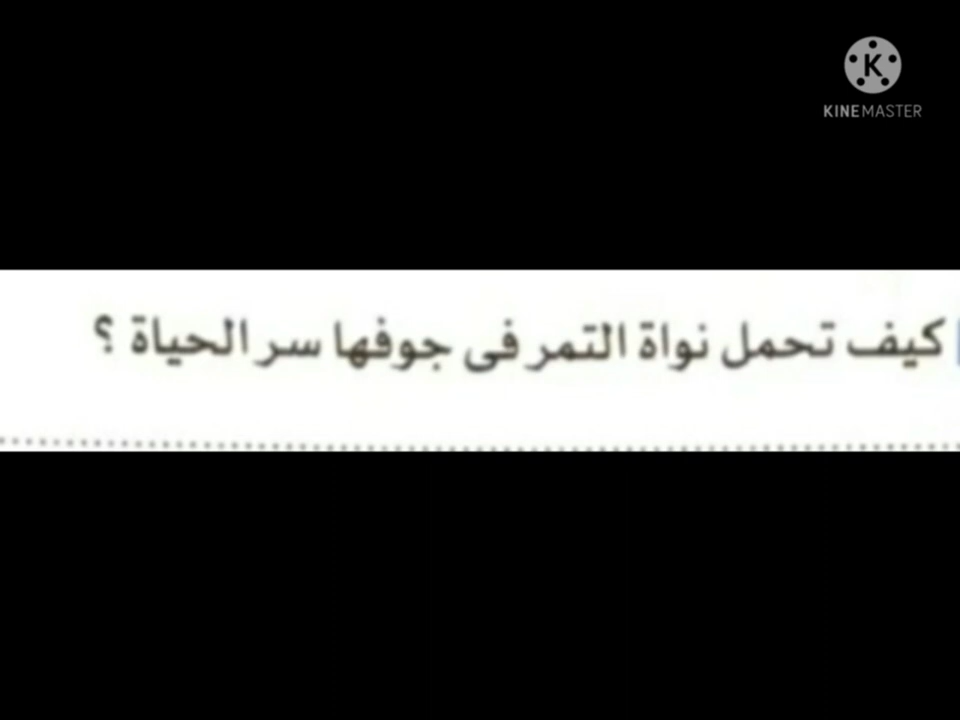 K
KINEMASTER
كيف تحمل نواة التمر فى جوفها سر الحياة ؟